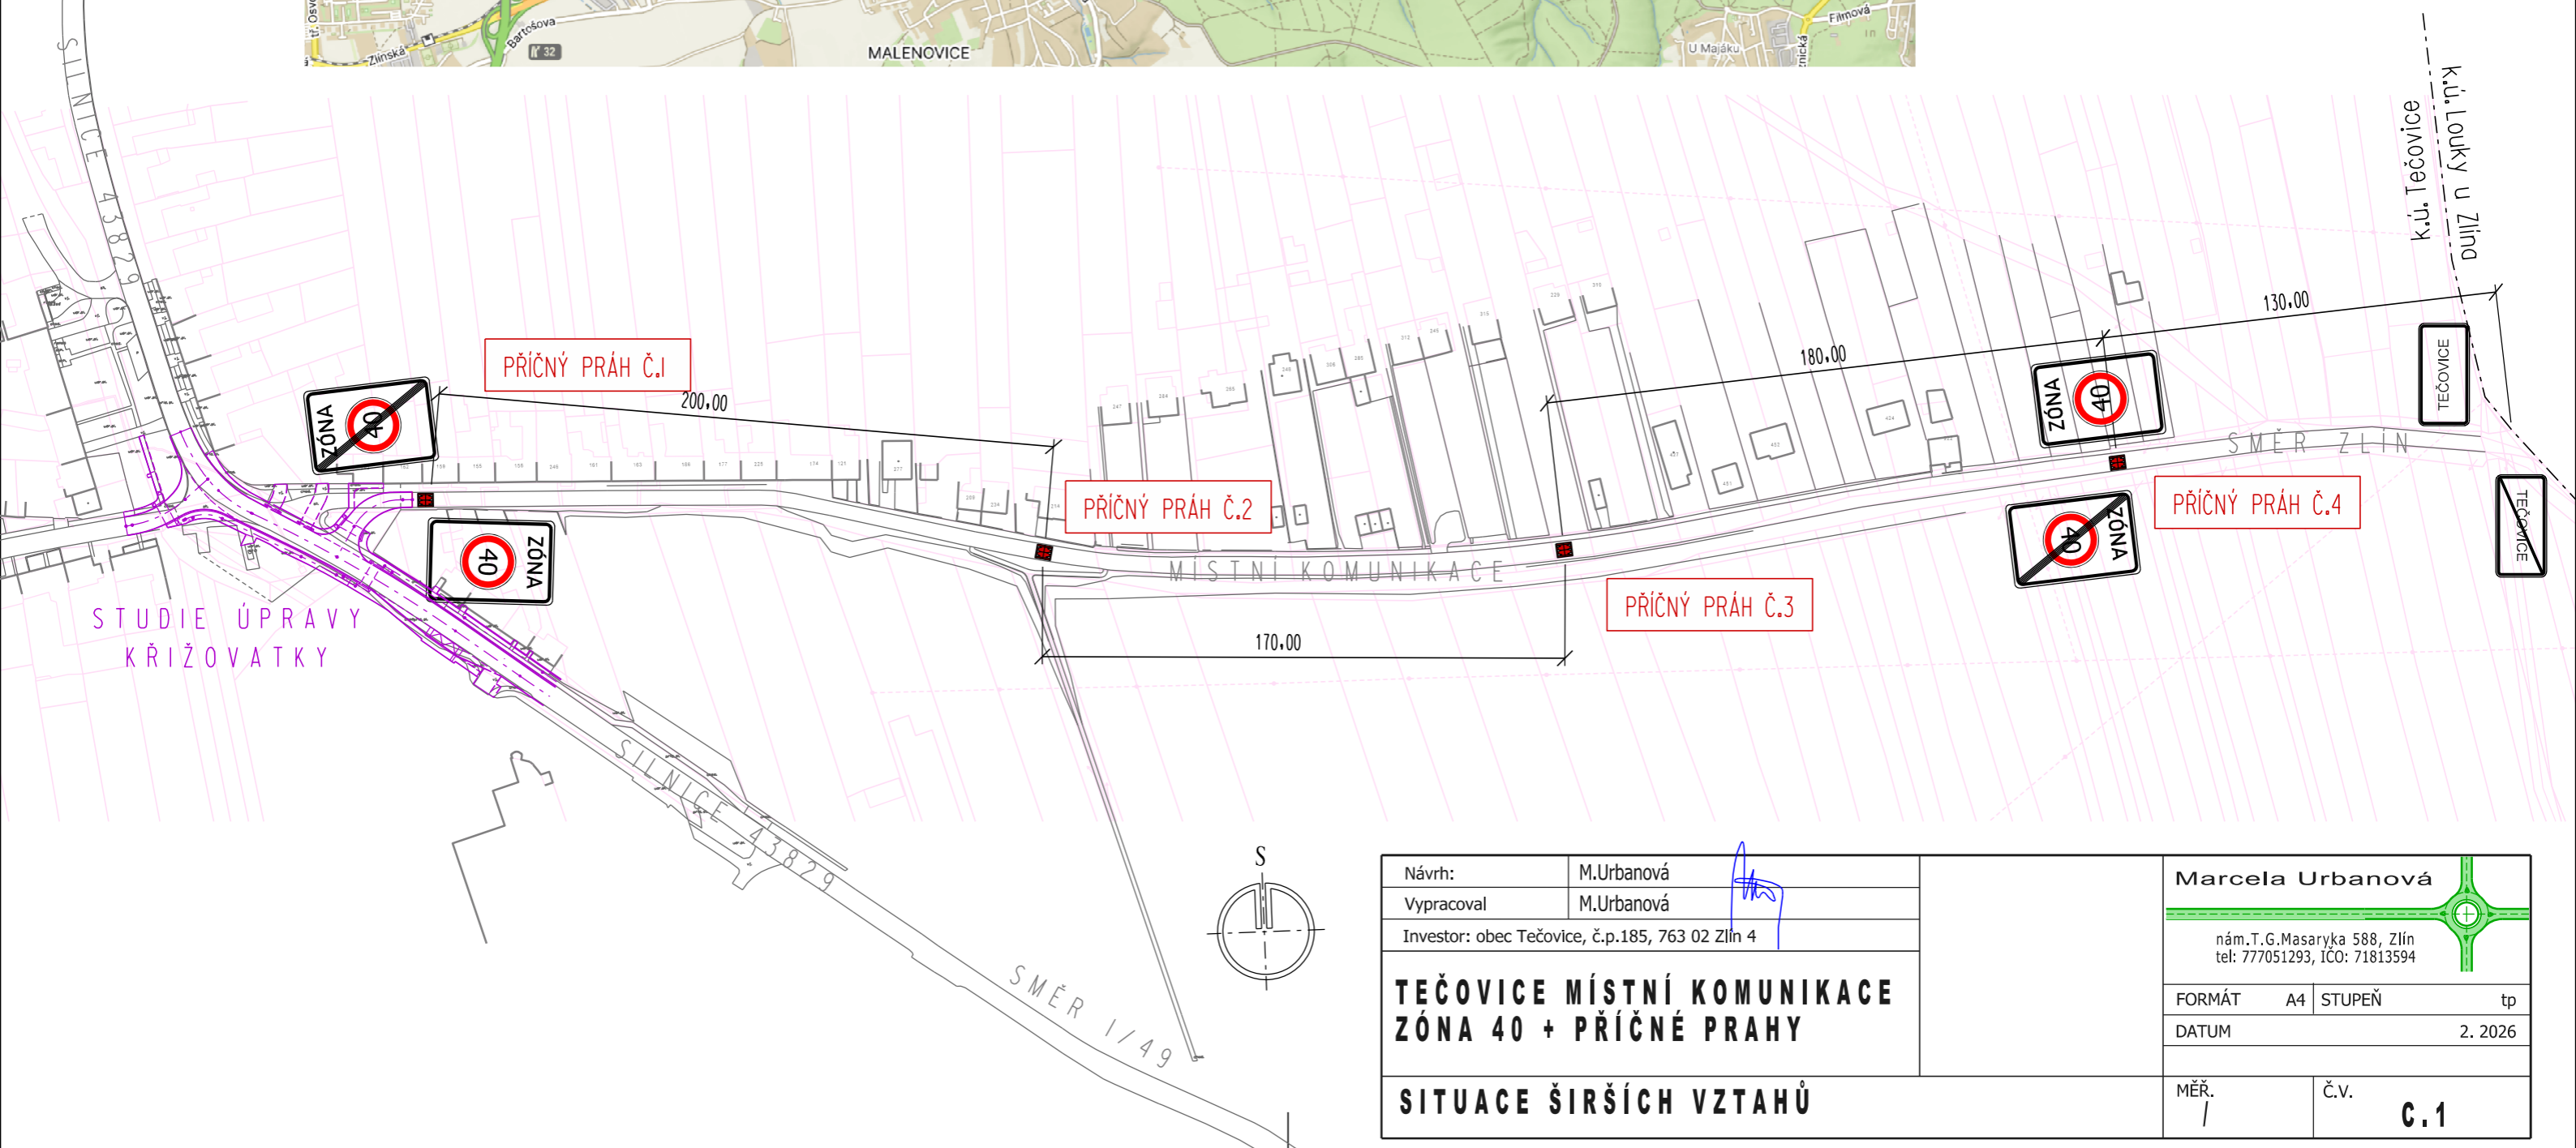 Zlínská
Bartošova
32
MALENOVICE
U Majáku
Filmová
SILNICE 43829
k.ú. Tečovice
k.ú. Louky u Zlína
130,00
180,00
200,00
PŘÍČNÝ PRÁH Č.1
ZÓNA
40
ZÓNA
40
TEČOVICE
SMĚR ZLÍN
PŘÍČNÝ PRÁH Č.2
PŘÍČNÝ PRÁH Č.4
TEČOVICE
40
ZÓNA
40
ZÓNA
MÍSTNÍ KOMUNIKACE
PŘÍČNÝ PRÁH Č.3
170,00
STUDIE ÚPRAVY
KŘIŽOVATKY
SILNICE 43829
SMĚR I/49
S
Návrh: M.Urbanová
Vypracoval M.Urbanová
Investor: obec Tečovice, č.p.185, 763 02 Zlín 4
TEČOVICE MÍSTNÍ KOMUNIKACE
ZÓNA 40 + PŘÍČNÉ PRAHY
SITUACE ŠIRŠÍCH VZTAHŮ
Marcela Urbanová
nám.T.G.Masaryka 588, Zlín
tel: 777051293, IČO: 71813594
FORMÁT A4 STUPEŇ tp
DATUM 2. 2026
MĚŘ. /
Č.V. C.1